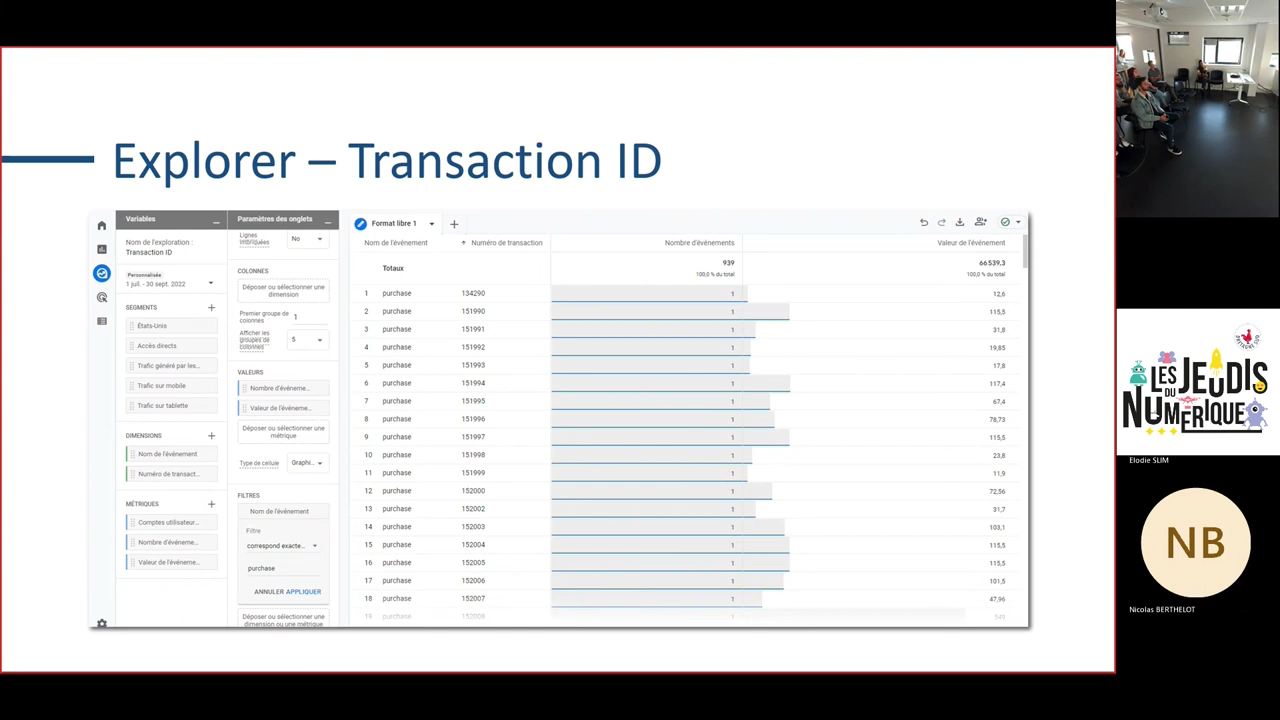 Explorer – Transaction ID
Variables
Nom de l'exploration :
Transaction ID
Personnalisée
1 juil. - 30 sept. 2022
SEGMENTS
États-Unis
Accès directs
Trafic généré par les...
Trafic sur mobile
Trafic sur tablette
DIMENSIONS
Nom de l'événement
Numéro de transact...
MÉTRIQUES
Comptes utilisateur...
Nombre d'événeme...
Valeur de l'événeme...
Paramètres des onglets
Lignes
imbriquées
No
COLONNES
Déposer ou sélectionner une
dimension
Premier groupe de
colonnes
1
Afficher les
groupes de
colonnes
5
VALEURS
Nombre d'événeme...
Valeur de l'événeme...
Déposer ou sélectionner une
métrique
Type de cellule
Graphi...
FILTRES
Nom de l'événement
Filtre
correspond exacte...
purchase
ANNULER APPLIQUER
Déposer ou sélectionner une
dimension ou une métrique
Format libre 1
Nom de l'événement Numéro de transaction Nombre d'événements Valeur de l'événement
Totaux 939 66 539,3
100,0 % du total 100,0 % du total
1 purchase 134290 1 12,6
2 purchase 151990 1 115,5
3 purchase 151991 1 31,8
4 purchase 151992 1 19,85
5 purchase 151993 1 17,8
6 purchase 151994 1 117,4
7 purchase 151995 1 67,4
8 purchase 151996 1 78,73
9 purchase 151997 1 115,5
10 purchase 151998 1 23,8
11 purchase 151999 1 11,9
12 purchase 152000 1 72,56
13 purchase 152002 1 31,7
14 purchase 152003 1 103,1
15 purchase 152004 1 115,5
16 purchase 152005 1 115,5
17 purchase 152006 1 101,5
18 purchase 152007 1 47,96
19 purchase 152008 1 543
LES JEUDIS
DU
NUMÉRIQUE
Elodie SLIM
NB
Nicolas BERTHELOT